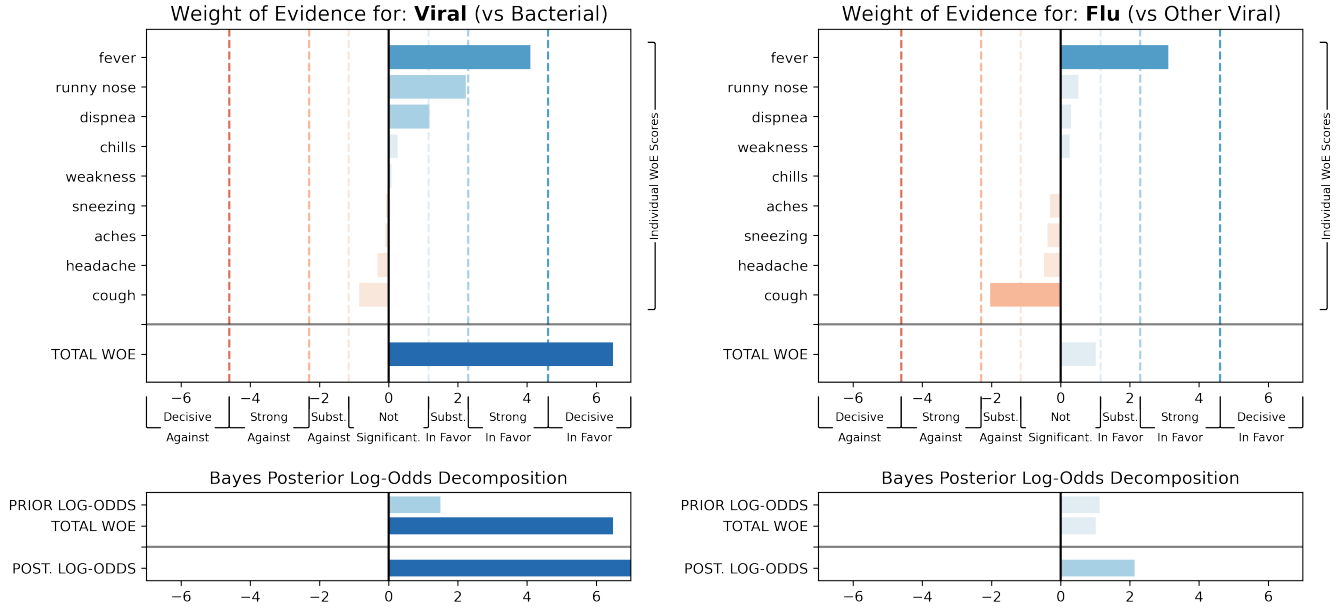 Weight of Evidence for: Viral (vs Bacterial)
fever
runny nose
dispnea
chills
weakness
sneezing
aches
headache
cough
TOTAL WOE
Individual WoE Scores
−6 −4 −2 0 2 4 6
Decisive Strong Subst. Not Subst. Strong Decisive
Against Against Against Significant. In Favor In Favor In Favor
Bayes Posterior Log-Odds Decomposition
PRIOR LOG-ODDS
TOTAL WOE
POST. LOG-ODDS
−6 −4 −2 0 2 4 6
Weight of Evidence for: Flu (vs Other Viral)
fever
runny nose
dispnea
weakness
chills
aches
sneezing
headache
cough
TOTAL WOE
Individual WoE Scores
−6 −4 −2 0 2 4 6
Decisive Strong Subst. Not Subst. Strong Decisive
Against Against Against Significant. In Favor In Favor In Favor
Bayes Posterior Log-Odds Decomposition
PRIOR LOG-ODDS
TOTAL WOE
POST. LOG-ODDS
−6 −4 −2 0 2 4 6